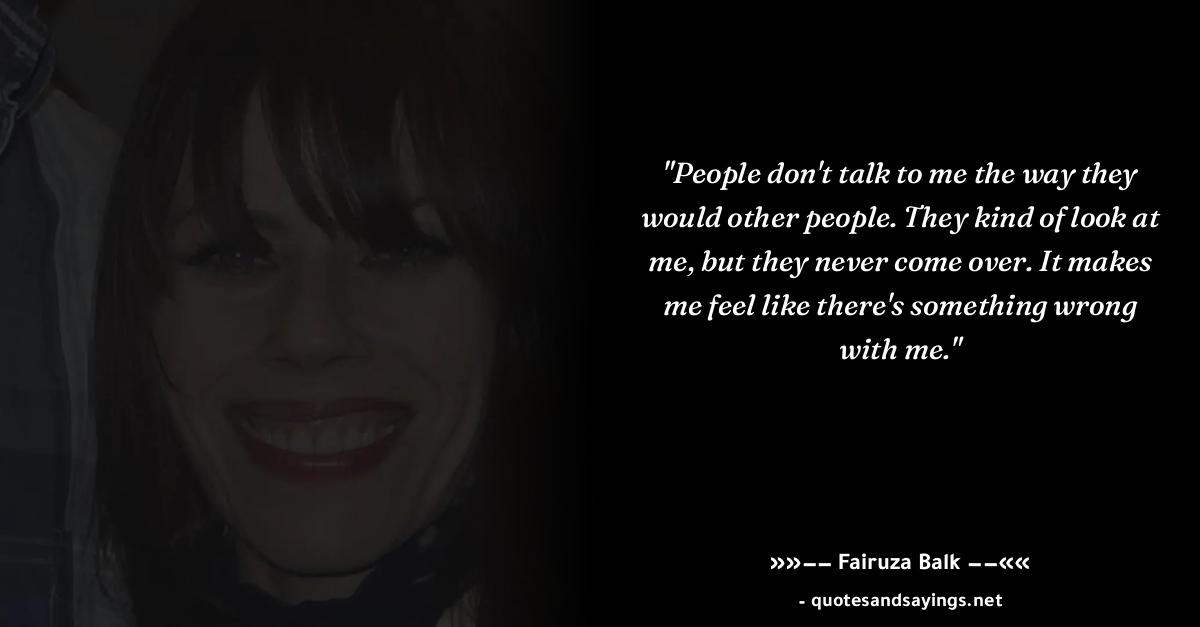 "People don't talk to me the way they
would other people. They kind of look at
me, but they never come over. It makes
me feel like there's something wrong
with me."
»»-- Fairuza Balk --««
- quotesandsayings.net